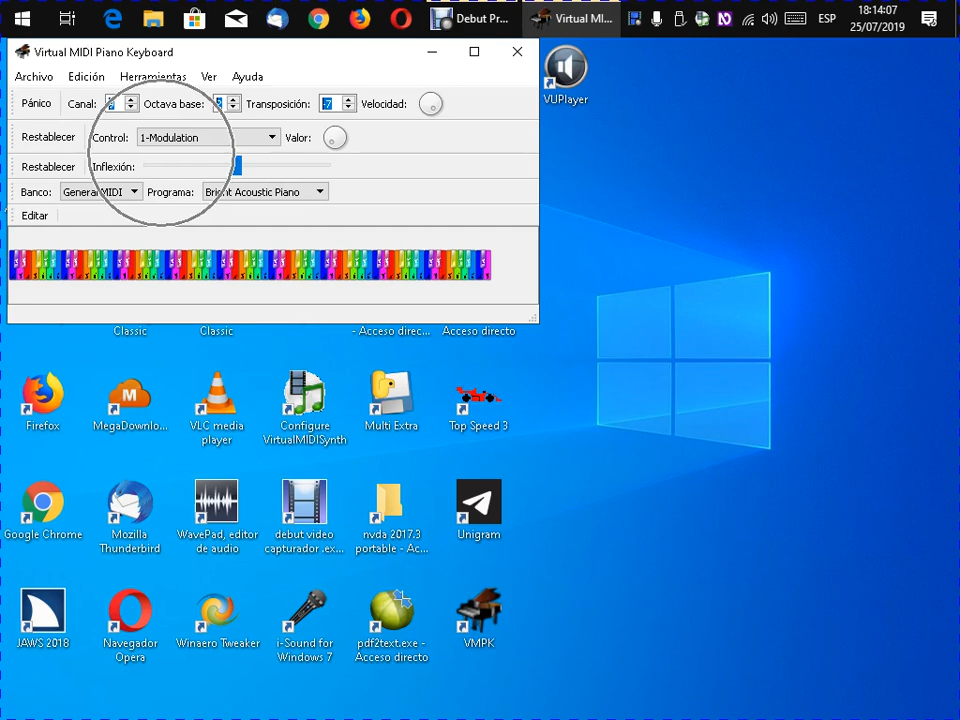 Debut Pr...
Virtual MI...
ESP
18:14:07
25/07/2019
Virtual MIDI Piano Keyboard
Archivo Edición Herramientas Ver Ayuda
Pánico Canal: Octava base: Transposición: -7 Velocidad:
Restablecer Control: 1-Modulation Valor:
Restablecer Inflexión:
Banco: General MIDI Programa: Bright Acoustic Piano
Editar
VUPlayer
Classic
Classic
- Acceso direc...
Acceso directo
Firefox
MegaDownlo...
VLC media
player
Configure
VirtualMIDISynth
Multi Extra
Top Speed 3
Google Chrome
Mozilla
Thunderbird
WavePad, editor
de audio
debut video
capturador .ex...
nvda 2017.3
portable - Ac...
Unigram
JAWS 2018
Navegador
Opera
Winaero Tweaker
i-Sound for
Windows 7
pdf2text.exe -
Acceso directo
VMPK